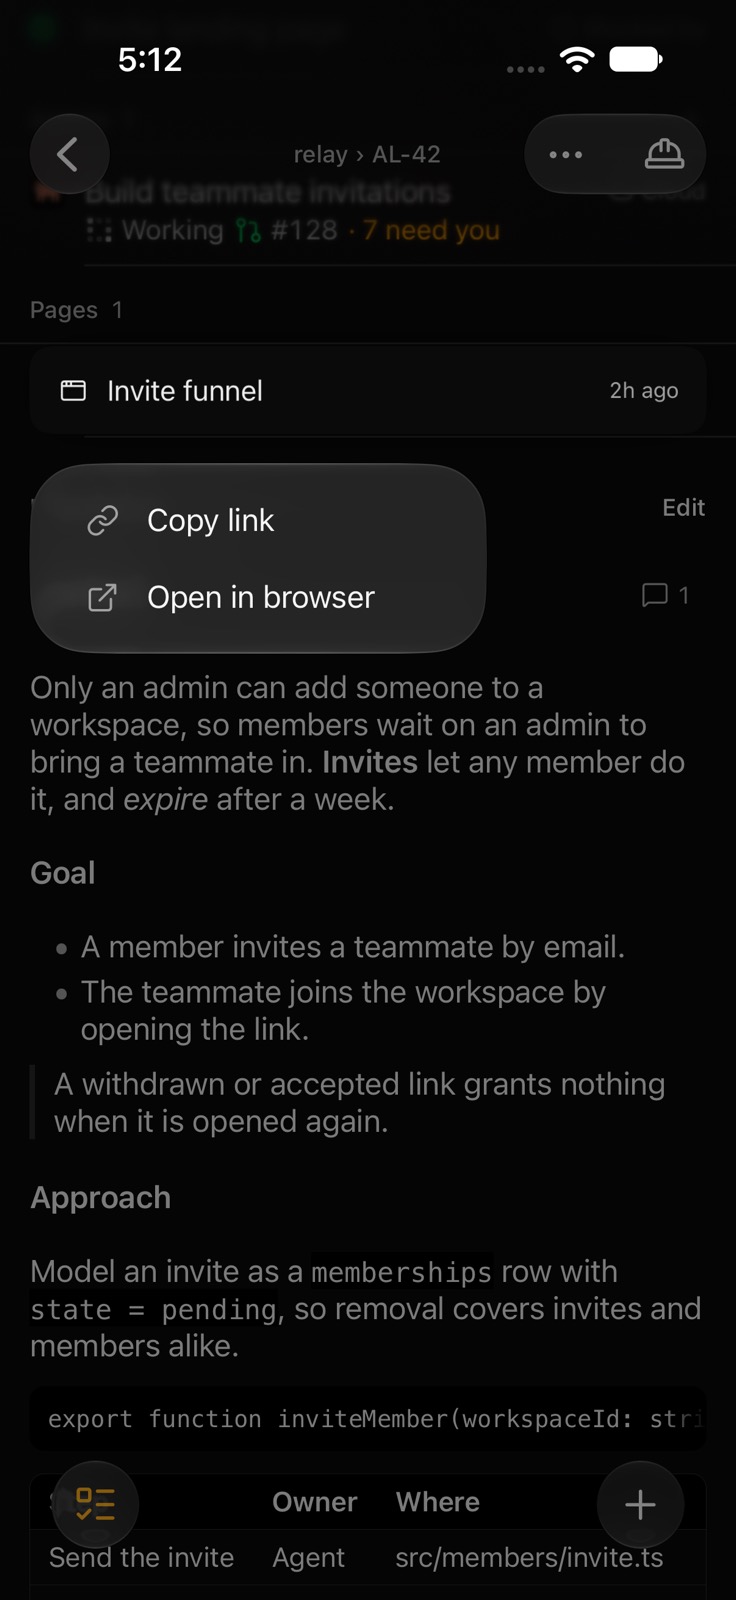 5:12
relay › AL-42
Build teammate invitations
Working #128 · 7 need you
Pages 1
Invite funnel 2h ago
Edit
Copy link
Open in browser
1
Only an admin can add someone to a
workspace, so members wait on an admin to
bring a teammate in. Invites let any member do
it, and expire after a week.
Goal
• A member invites a teammate by email.
• The teammate joins the workspace by
opening the link.
A withdrawn or accepted link grants nothing
when it is opened again.
Approach
Model an invite as a memberships row with
state = pending, so removal covers invites and
members alike.
export function inviteMember(workspaceId: stri
Owner Where
Send the invite Agent src/members/invite.ts